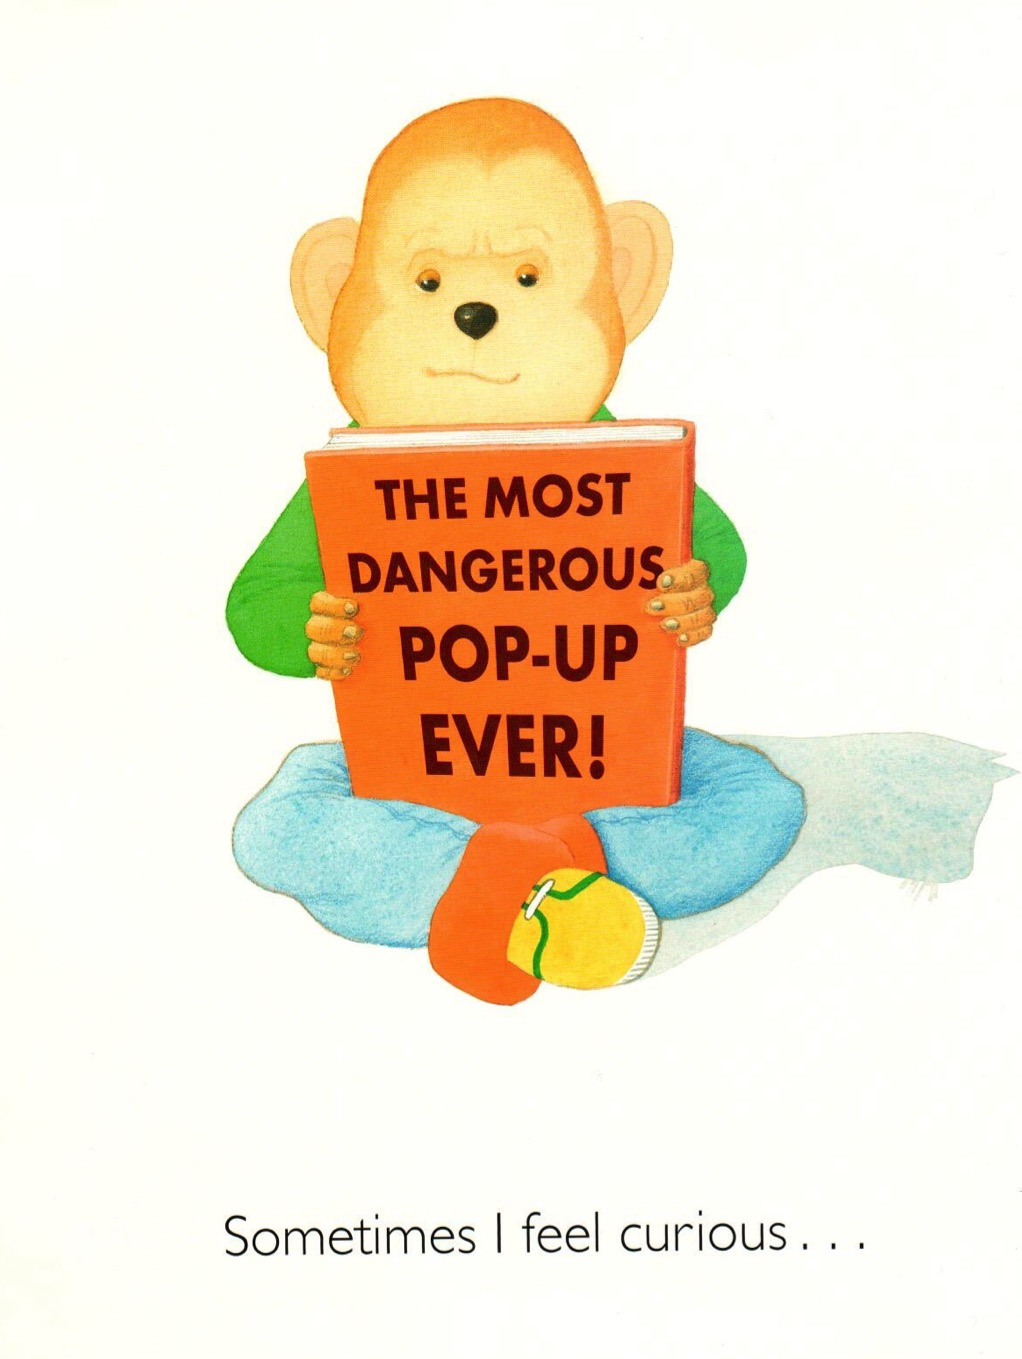 THE MOST
DANGEROUS
POP-UP
EVER!
Sometimes I feel curious...